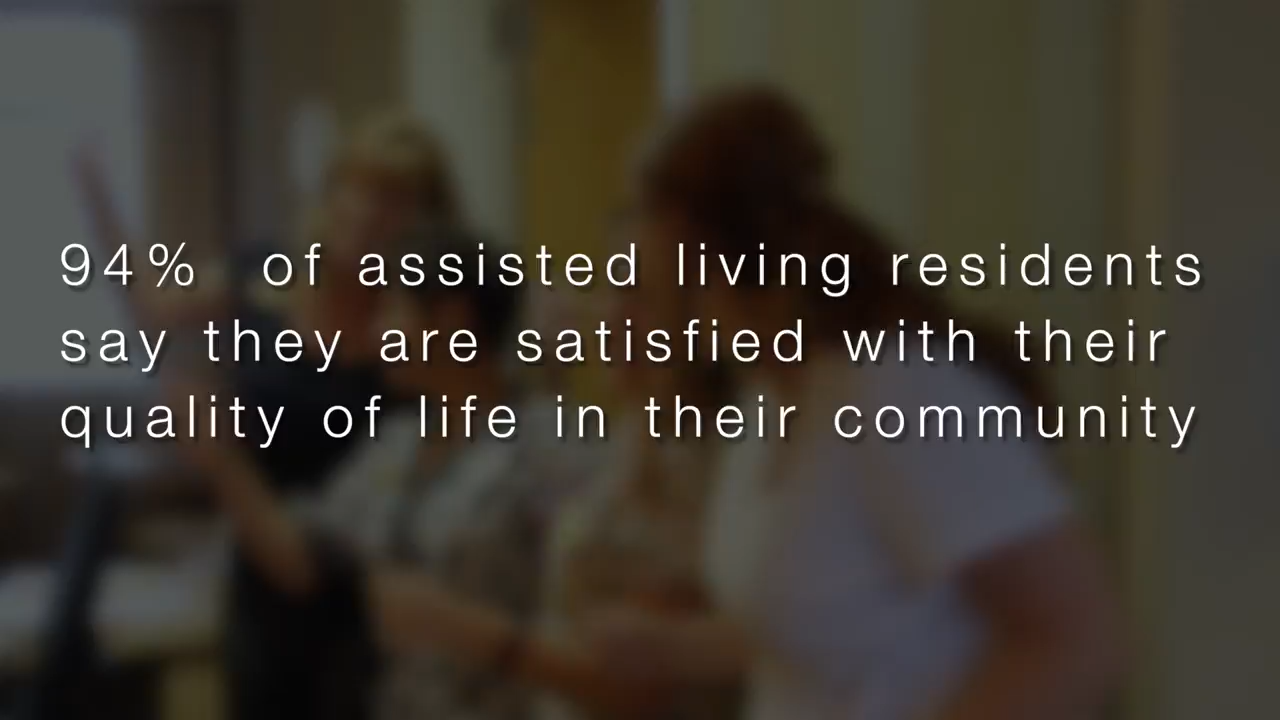 94%  of assisted living residents
say they are satisfied with their
quality of life in their community